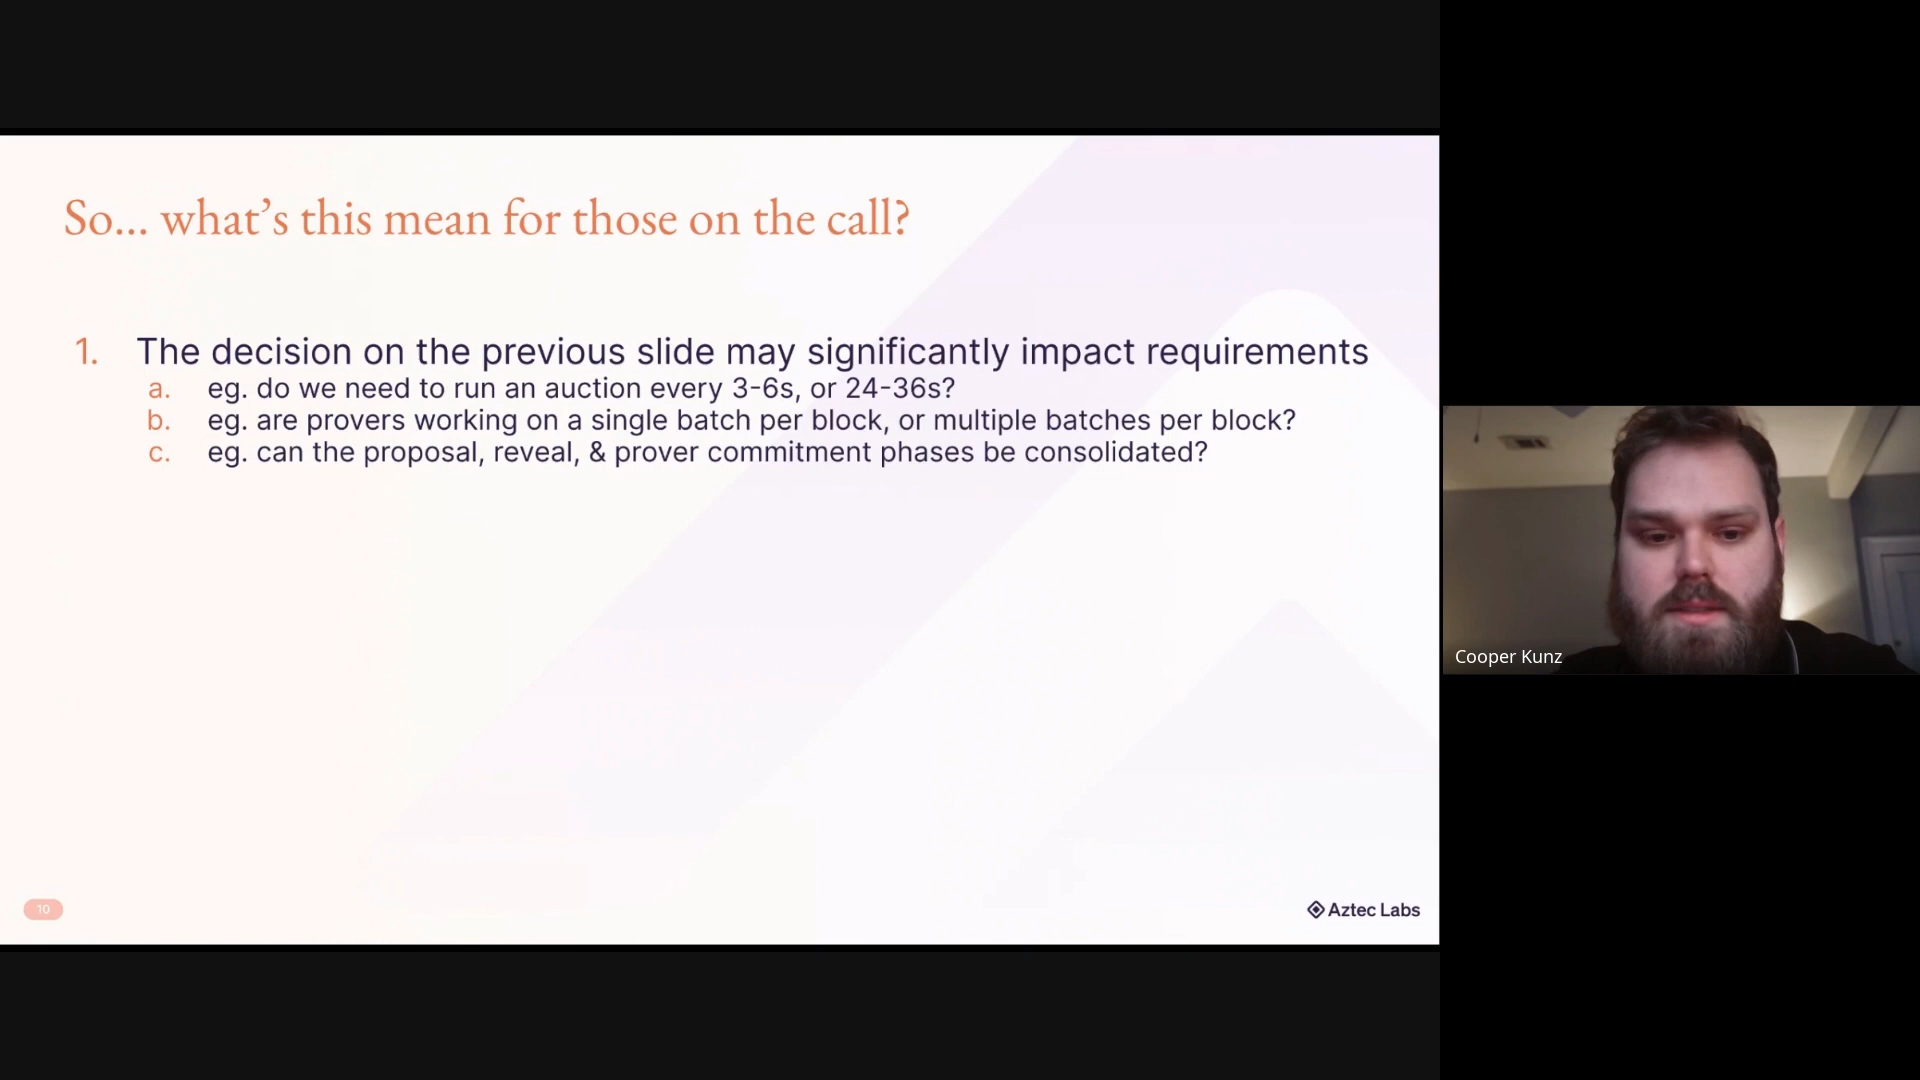 So... what's this mean for those on the call?
1. The decision on the previous slide may significantly impact requirements
a. eg. do we need to run an auction every 3-6s, or 24-36s?
b. eg. are provers working on a single batch per block, or multiple batches per block?
c. eg. can the proposal, reveal, & prover commitment phases be consolidated?
Cooper Kunz
10
Aztec Labs